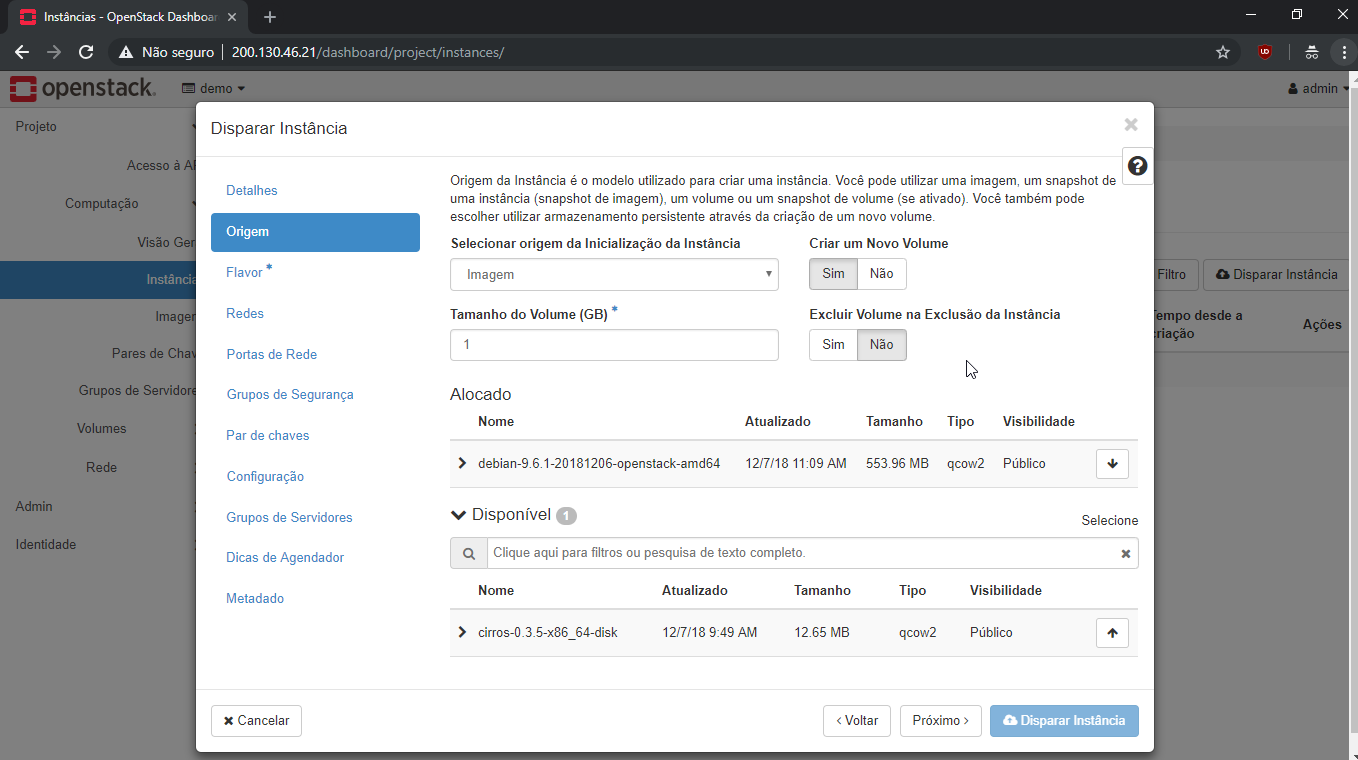 Instâncias - OpenStack Dashboar
Não seguro
200.130.46.21/dashboard/project/instances/
openstack.
demo
admin
Projeto
Acesso à AP
Computação
Visão Ger
Instância
Imagen
Pares de Chav
Grupos de Servidore
Volumes
Rede
Admin
Identidade
Filtro
Disparar Instância
Tempo desde a
criação
Ações
Disparar Instância
Detalhes
Origem
Flavor *
Redes
Portas de Rede
Grupos de Segurança
Par de chaves
Configuração
Grupos de Servidores
Dicas de Agendador
Metadado
Origem da Instância é o modelo utilizado para criar uma instância. Você pode utilizar uma imagem, um snapshot de
uma instância (snapshot de imagem), um volume ou um snapshot de volume (se ativado). Você também pode
escolher utilizar armazenamento persistente através da criação de um novo volume.
Selecionar origem da Inicialização da Instância
Criar um Novo Volume
Imagem
Sim Não
Tamanho do Volume (GB) *
Excluir Volume na Exclusão da Instância
1
Sim Não
Alocado
Nome Atualizado Tamanho Tipo Visibilidade
debian-9.6.1-20181206-openstack-amd64 12/7/18 11:09 AM 553.96 MB qcow2 Público
Disponível 1
Selecione
Clique aqui para filtros ou pesquisa de texto completo.
Nome Atualizado Tamanho Tipo Visibilidade
cirros-0.3.5-x86_64-disk 12/7/18 9:49 AM 12.65 MB qcow2 Público
Cancelar
‹ Voltar
Próximo ›
Disparar Instância